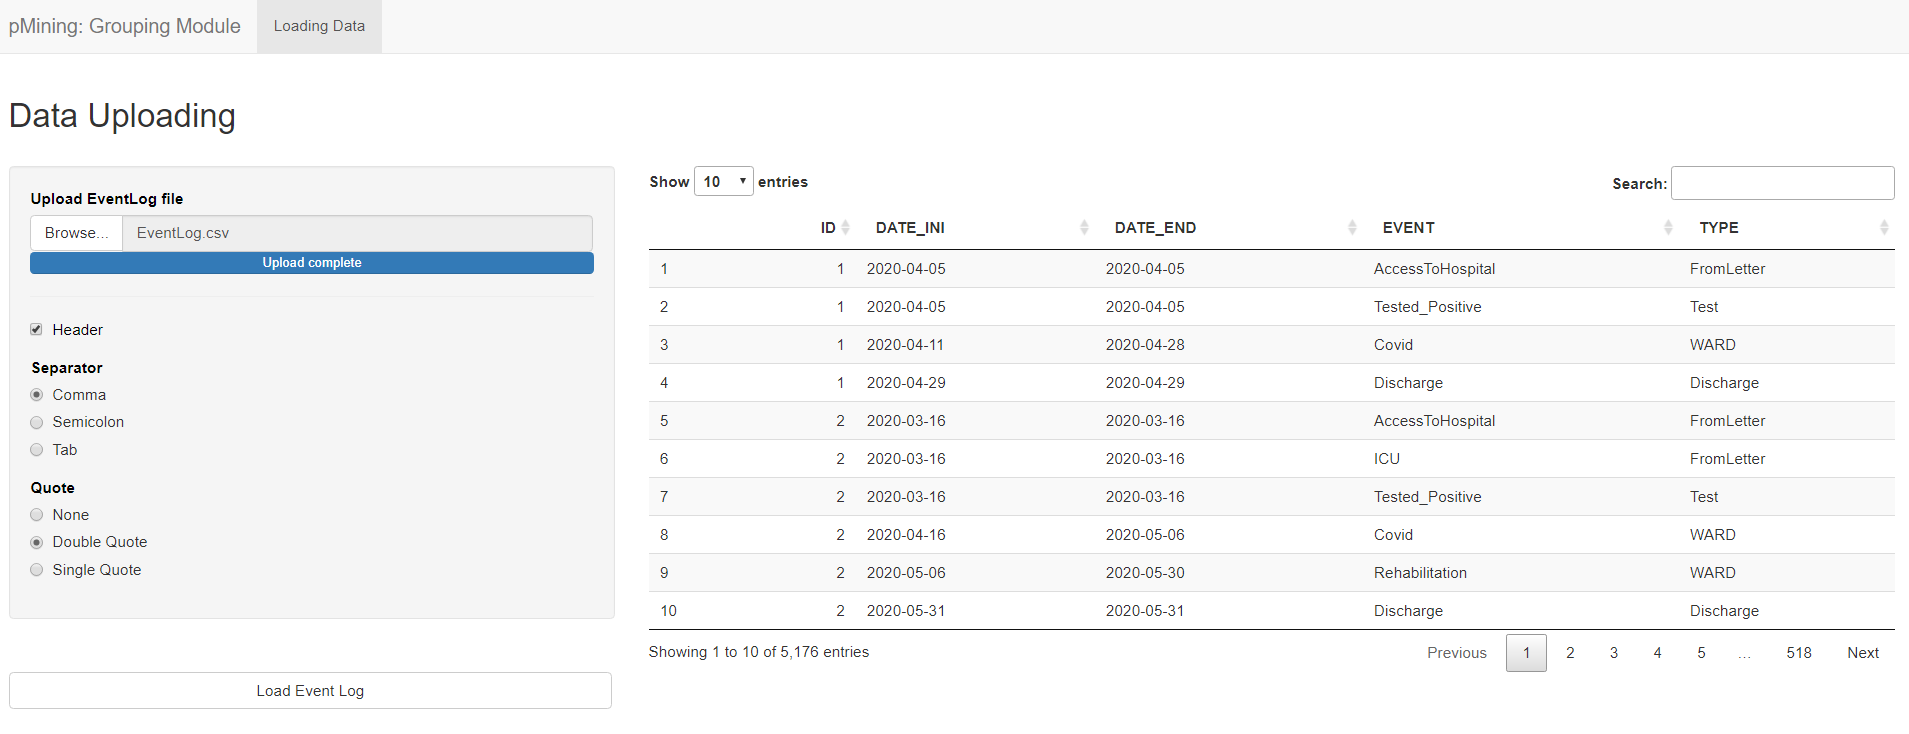 pMining: Grouping Module Loading Data
Data Uploading
Upload EventLog file
Browse... EventLog.csv
Upload complete
Header
Separator
Comma
Semicolon
Tab
Quote
None
Double Quote
Single Quote
Load Event Log
Show 10 entries Search:
ID DATE_INI DATE_END EVENT TYPE
1 1 2020-04-05 2020-04-05 AccessToHospital FromLetter
2 1 2020-04-05 2020-04-05 Tested_Positive Test
3 1 2020-04-11 2020-04-28 Covid WARD
4 1 2020-04-29 2020-04-29 Discharge Discharge
5 2 2020-03-16 2020-03-16 AccessToHospital FromLetter
6 2 2020-03-16 2020-03-16 ICU FromLetter
7 2 2020-03-16 2020-03-16 Tested_Positive Test
8 2 2020-04-16 2020-05-06 Covid WARD
9 2 2020-05-06 2020-05-30 Rehabilitation WARD
10 2 2020-05-31 2020-05-31 Discharge Discharge
Showing 1 to 10 of 5,176 entries Previous 1 2 3 4 5 ... 518 Next